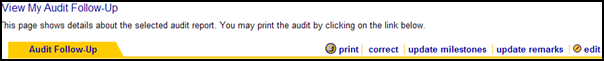 View My Audit Follow-Up
This page shows details about the selected audit report. You may print the audit by clicking on the link below.
Audit Follow-Up print correct update milestones update remarks edit